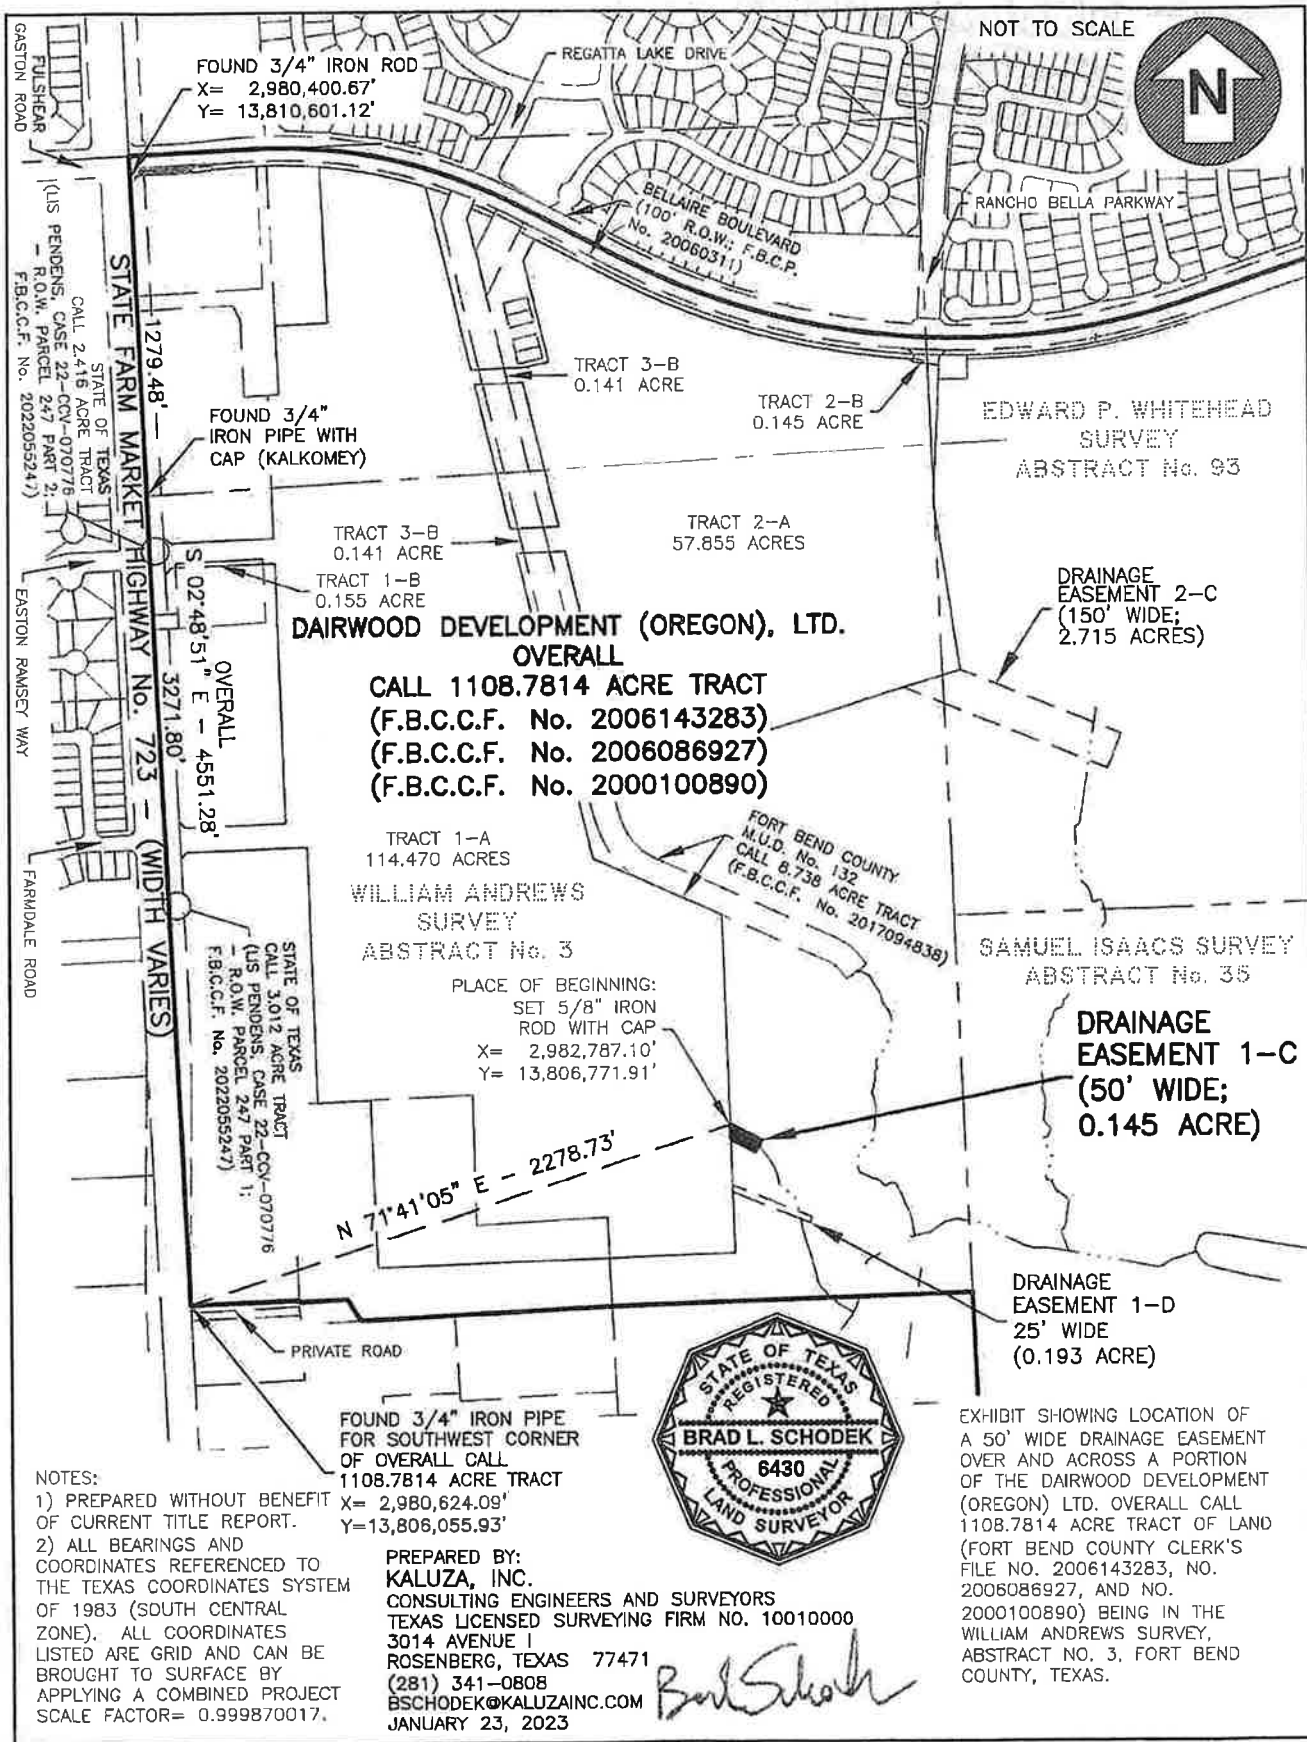 NOT TO SCALE
N
GASTON ROAD
FULSHEAR
FOUND 3/4" IRON ROD
X= 2,980,400.67'
Y= 13,810,601.12'
REGATTA LAKE DRIVE
BELLAIRE BOULEVARD
(100' R.O.W.; F.B.C.P.
No. 20060311)
RANCHO BELLA PARKWAY
STATE OF TEXAS
CALL 2.416 ACRE TRACT
(LIS PENDENS, CASE 22-CCV-070776
- R.O.W. PARCEL 247 PART 2;
F.B.C.C.F. No. 2022055247)
STATE FARM MARKET HIGHWAY No. 723 - (WIDTH VARIES)
1279.48'
FOUND 3/4"
IRON PIPE WITH
CAP (KALKOMEY)
TRACT 3-B
0.141 ACRE
TRACT 2-B
0.145 ACRE
EDWARD P. WHITEHEAD
SURVEY
ABSTRACT No. 93
TRACT 3-B
0.141 ACRE
TRACT 2-A
57.855 ACRES
TRACT 1-B
0.155 ACRE
DRAINAGE
EASEMENT 2-C
(150' WIDE;
2.715 ACRES)
EASTON RAMSEY WAY
3271.80'
OVERALL
S 02°48'51" E - 4551.28'
DAIRWOOD DEVELOPMENT (OREGON), LTD.
OVERALL
CALL 1108.7814 ACRE TRACT
(F.B.C.C.F. No. 2006143283)
(F.B.C.C.F. No. 2006086927)
(F.B.C.C.F. No. 2000100890)
TRACT 1-A
114.470 ACRES
WILLIAM ANDREWS
SURVEY
ABSTRACT No. 3
FORT BEND COUNTY
M.U.D. No. 132
CALL 8.738 ACRE TRACT
(F.B.C.C.F. No. 2017094838)
FARMDALE ROAD
SAMUEL ISAACS SURVEY
ABSTRACT No. 35
STATE OF TEXAS
CALL 3.012 ACRE TRACT
(LIS PENDENS, CASE 22-CCV-070776
- R.O.W. PARCEL 247 PART 1;
F.B.C.C.F. No. 2022055247)
PLACE OF BEGINNING:
SET 5/8" IRON
ROD WITH CAP
X= 2,982,787.10'
Y= 13,806,771.91'
DRAINAGE
EASEMENT 1-C
(50' WIDE;
0.145 ACRE)
N 71°41'05" E - 2278.73'
DRAINAGE
EASEMENT 1-D
25' WIDE
(0.193 ACRE)
PRIVATE ROAD
FOUND 3/4" IRON PIPE
FOR SOUTHWEST CORNER
OF OVERALL CALL
1108.7814 ACRE TRACT
X= 2,980,624.09'
Y=13,806,055.93'
STATE OF TEXAS
REGISTERED
BRAD L. SCHODEK
6430
PROFESSIONAL
LAND SURVEYOR
NOTES:
1) PREPARED WITHOUT BENEFIT
OF CURRENT TITLE REPORT.
2) ALL BEARINGS AND
COORDINATES REFERENCED TO
THE TEXAS COORDINATES SYSTEM
OF 1983 (SOUTH CENTRAL
ZONE). ALL COORDINATES
LISTED ARE GRID AND CAN BE
BROUGHT TO SURFACE BY
APPLYING A COMBINED PROJECT
SCALE FACTOR= 0.999870017.
PREPARED BY:
KALUZA, INC.
CONSULTING ENGINEERS AND SURVEYORS
TEXAS LICENSED SURVEYING FIRM NO. 10010000
3014 AVENUE I
ROSENBERG, TEXAS 77471
(281) 341-0808
BSCHODEK@KALUZAINC.COM
JANUARY 23, 2023
EXHIBIT SHOWING LOCATION OF
A 50' WIDE DRAINAGE EASEMENT
OVER AND ACROSS A PORTION
OF THE DAIRWOOD DEVELOPMENT
(OREGON) LTD. OVERALL CALL
1108.7814 ACRE TRACT OF LAND
(FORT BEND COUNTY CLERK'S
FILE NO. 2006143283, NO.
2006086927, AND NO.
2000100890) BEING IN THE
WILLIAM ANDREWS SURVEY,
ABSTRACT NO. 3, FORT BEND
COUNTY, TEXAS.